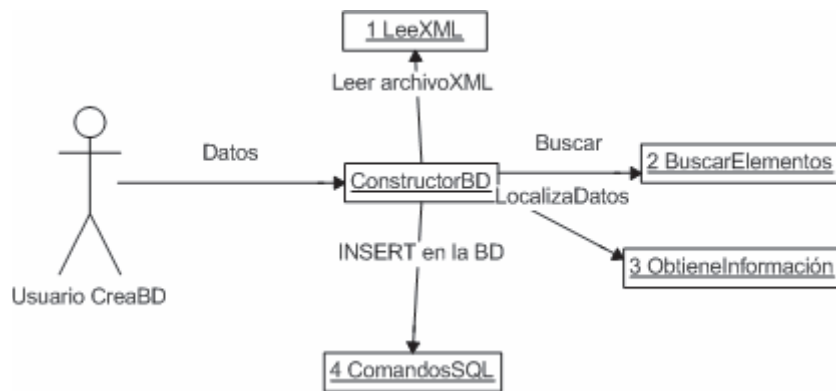 1 LeeXML
Leer archivoXML
Datos
Buscar
ConstructorBD
2 BuscarElementos
LocalizaDatos
INSERT en la BD
3 ObtieneInformación
Usuario CreaBD
4 ComandosSQL